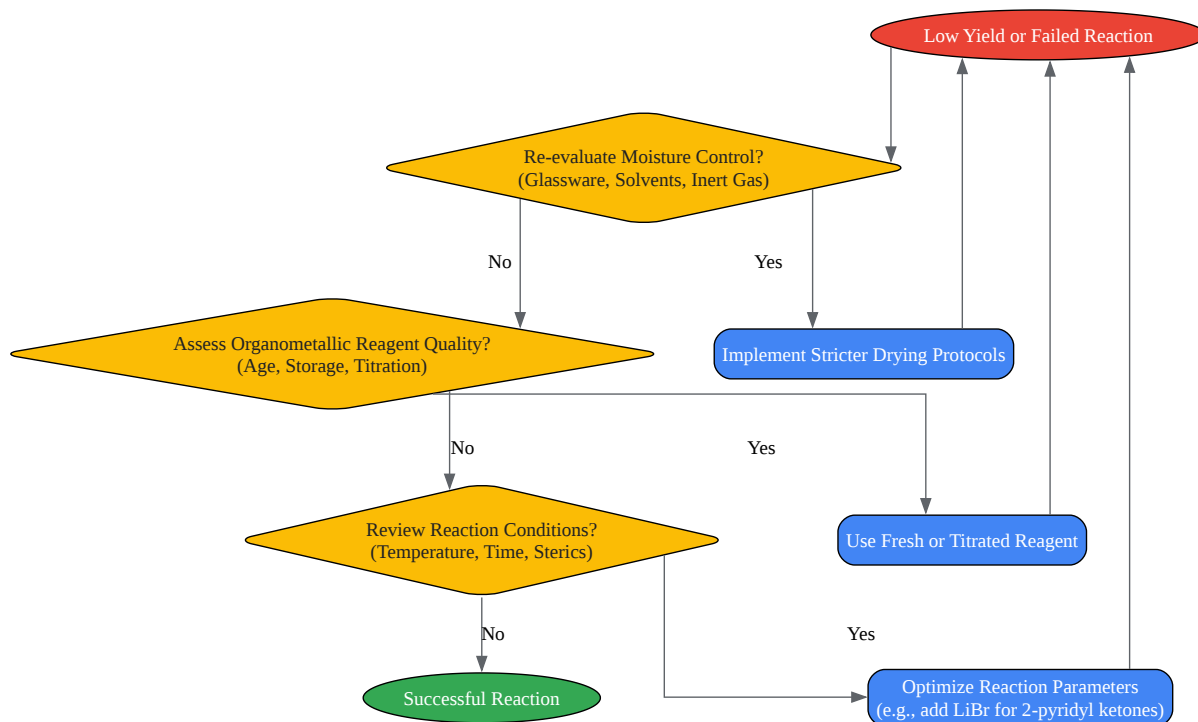 Low Yield or Failed Reaction
Re-evaluate Moisture Control?
(Glassware, Solvents, Inert Gas)
No
Yes
Assess Organometallic Reagent Quality?
(Age, Storage, Titration)
Implement Stricter Drying Protocols
No
Yes
Review Reaction Conditions?
(Temperature, Time, Sterics)
Use Fresh or Titrated Reagent
No
Yes
Successful Reaction
Optimize Reaction Parameters
(e.g., add LiBr for 2-pyridyl ketones)